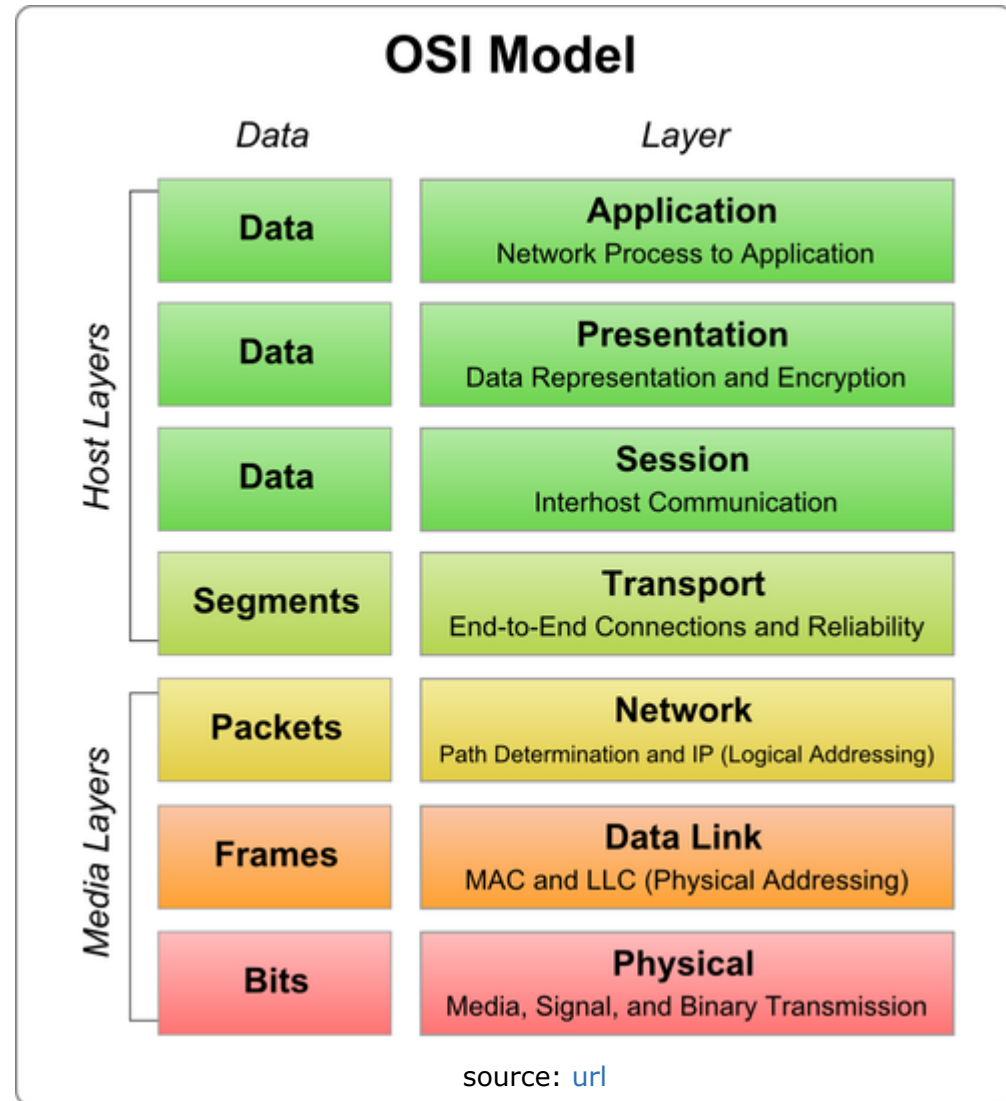 OSI Model
Data Layer
Host Layers
Data
Application
Network Process to Application
Data
Presentation
Data Representation and Encryption
Data
Session
Interhost Communication
Segments
Transport
End-to-End Connections and Reliability
Media Layers
Packets
Network
Path Determination and IP (Logical Addressing)
Frames
Data Link
MAC and LLC (Physical Addressing)
Bits
Physical
Media, Signal, and Binary Transmission
source: url